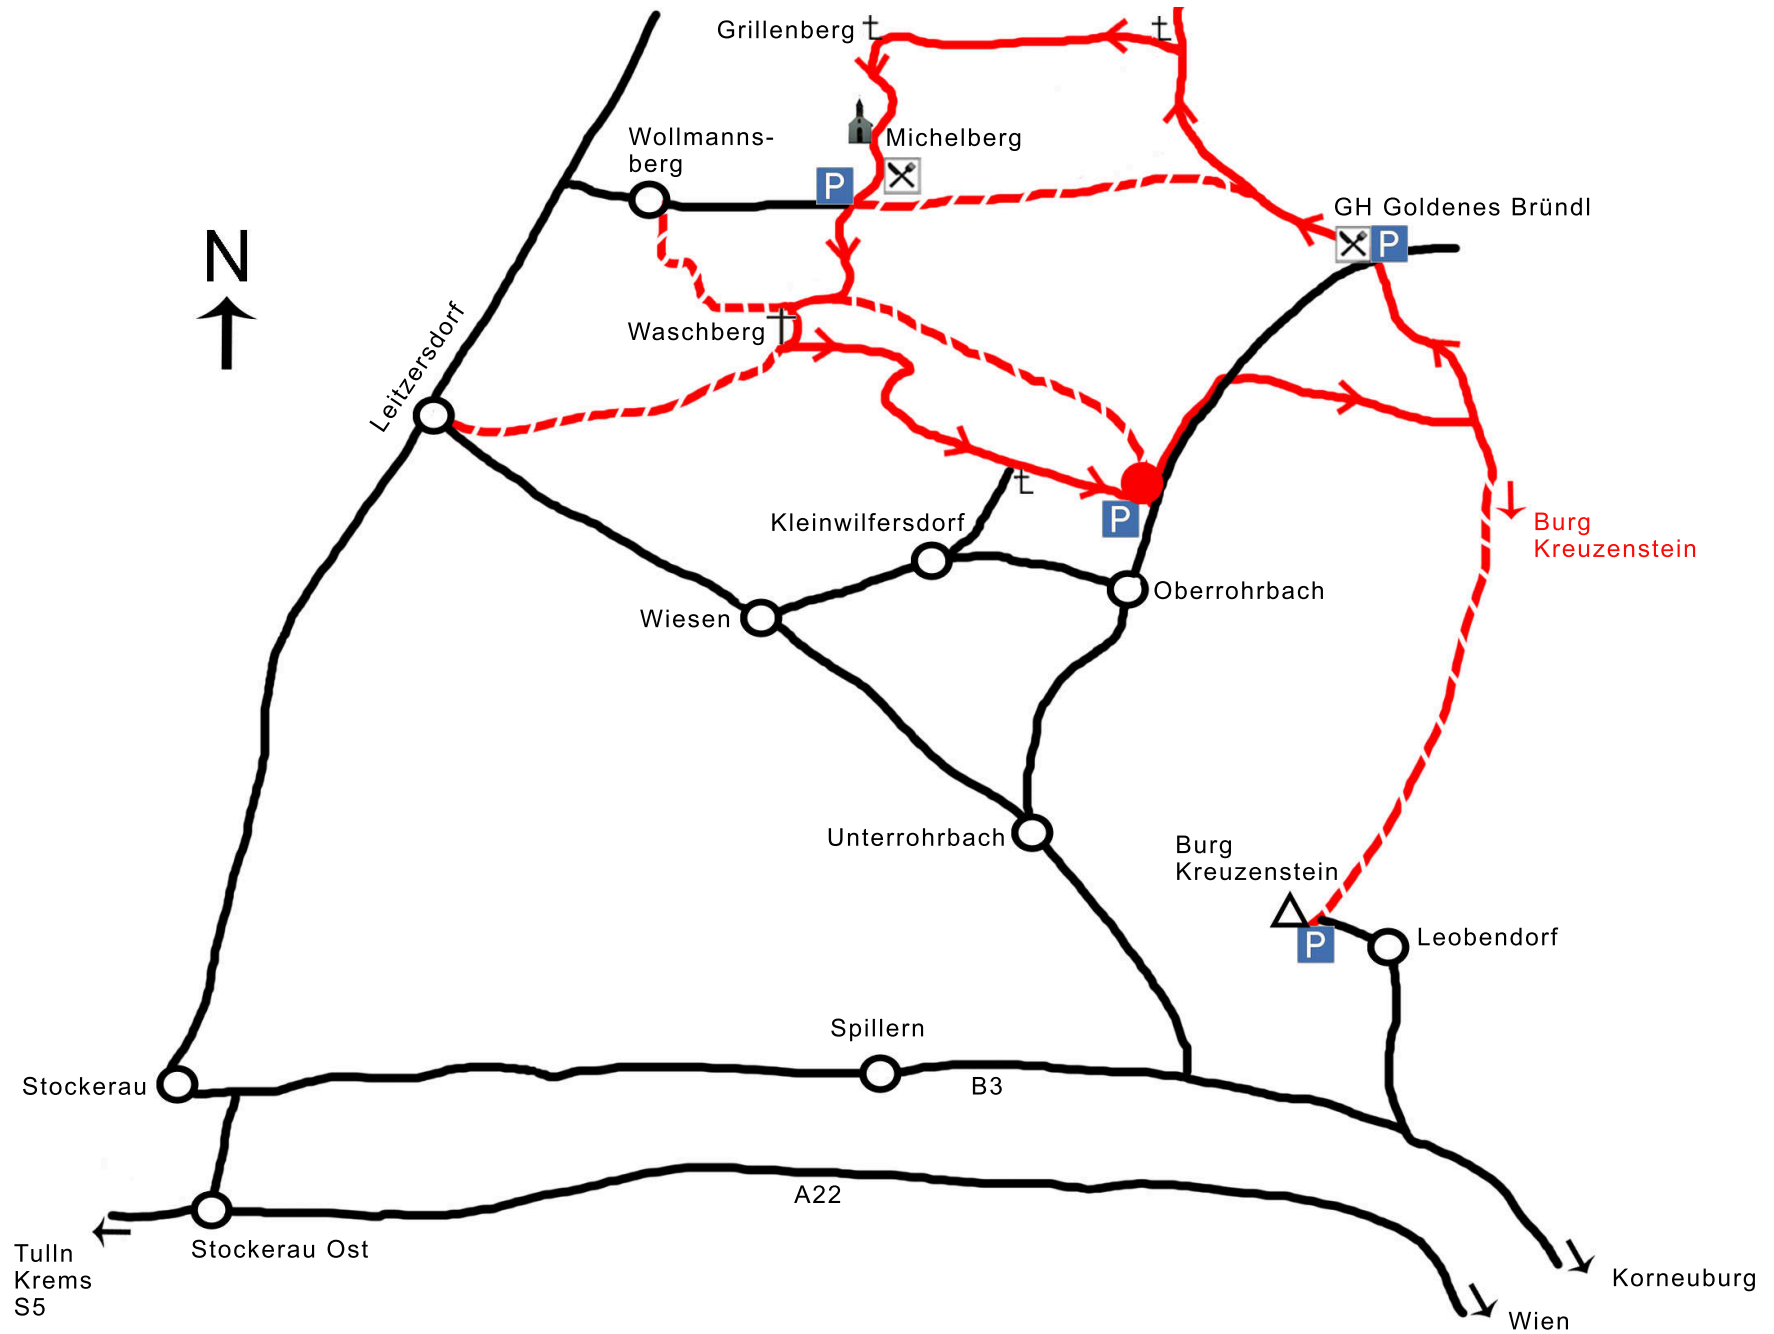 Grillenberg
Wollmanns-
berg
Michelberg
P
GH Goldenes Bründl
P
N
Leitzersdorf
Waschberg
P
Kleinwilfersdorf
Burg
Kreuzenstein
Oberrohrbach
Wiesen
Unterrohrbach
Burg
Kreuzenstein
P
Leobendorf
Spillern
Stockerau
B3
A22
Stockerau Ost
Tulln
Krems
S5
Korneuburg
Wien